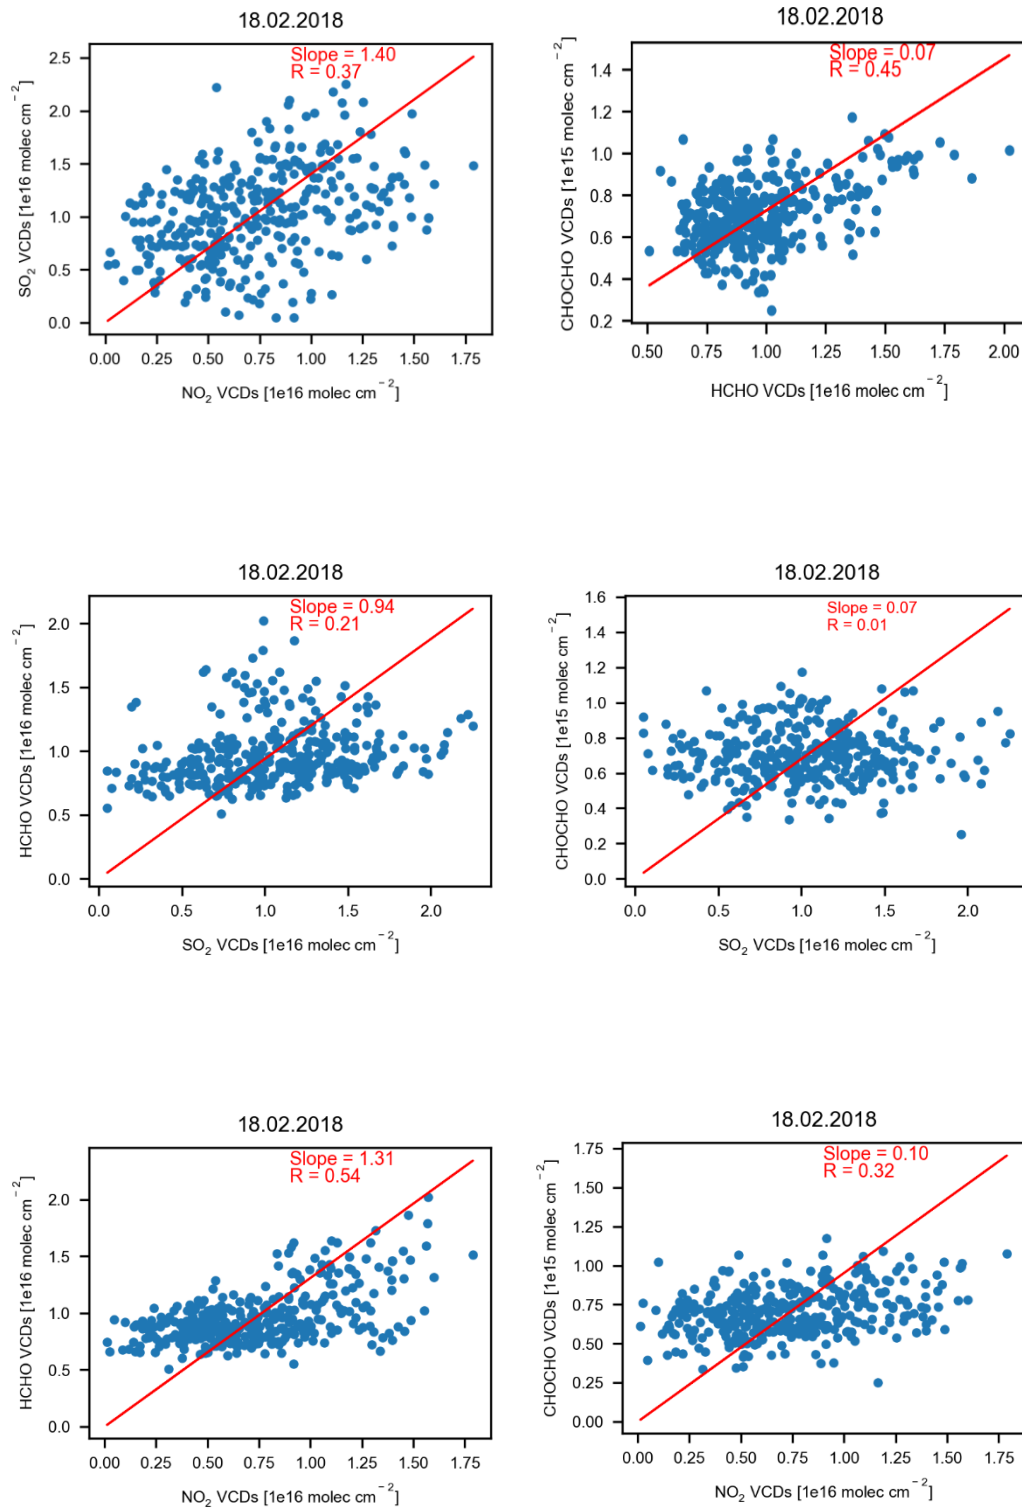 18.02.2018
Slope = 1.40
R = 0.37
SO₂ VCDs [1e16 molec cm⁻²]
2.5
2.0
1.5
1.0
0.5
0.0
0.00 0.25 0.50 0.75 1.00 1.25 1.50 1.75
NO₂ VCDs [1e16 molec cm⁻²]
18.02.2018
Slope = 0.07
R = 0.45
CHOCHO VCDs [1e15 molec cm⁻²]
1.4
1.2
1.0
0.8
0.6
0.4
0.2
0.50 0.75 1.00 1.25 1.50 1.75 2.00
HCHO VCDs [1e16 molec cm⁻²]
18.02.2018
Slope = 0.94
R = 0.21
HCHO VCDs [1e16 molec cm⁻²]
2.0
1.5
1.0
0.5
0.0
0.0 0.5 1.0 1.5 2.0
SO₂ VCDs [1e16 molec cm⁻²]
18.02.2018
Slope = 0.07
R = 0.01
CHOCHO VCDs [1e15 molec cm⁻²]
1.6
1.4
1.2
1.0
0.8
0.6
0.4
0.2
0.0
0.0 0.5 1.0 1.5 2.0
SO₂ VCDs [1e16 molec cm⁻²]
18.02.2018
Slope = 1.31
R = 0.54
HCHO VCDs [1e16 molec cm⁻²]
2.0
1.5
1.0
0.5
0.0
0.00 0.25 0.50 0.75 1.00 1.25 1.50 1.75
NO₂ VCDs [1e16 molec cm⁻²]
18.02.2018
Slope = 0.10
R = 0.32
CHOCHO VCDs [1e15 molec cm⁻²]
1.75
1.50
1.25
1.00
0.75
0.50
0.25
0.00
0.00 0.25 0.50 0.75 1.00 1.25 1.50 1.75
NO₂ VCDs [1e16 molec cm⁻²]